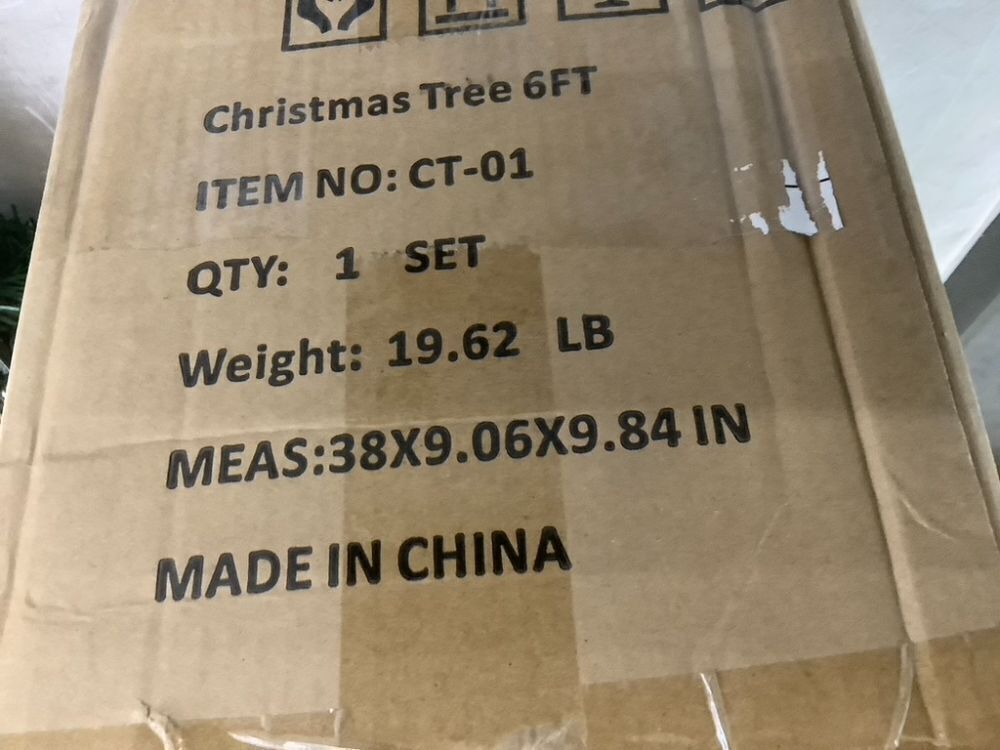 Christmas Tree 6FT
ITEM NO: CT-01
QTY: 1 SET
Weight: 19.62 LB
MEAS:38X9.06X9.84 IN
MADE IN CHINA